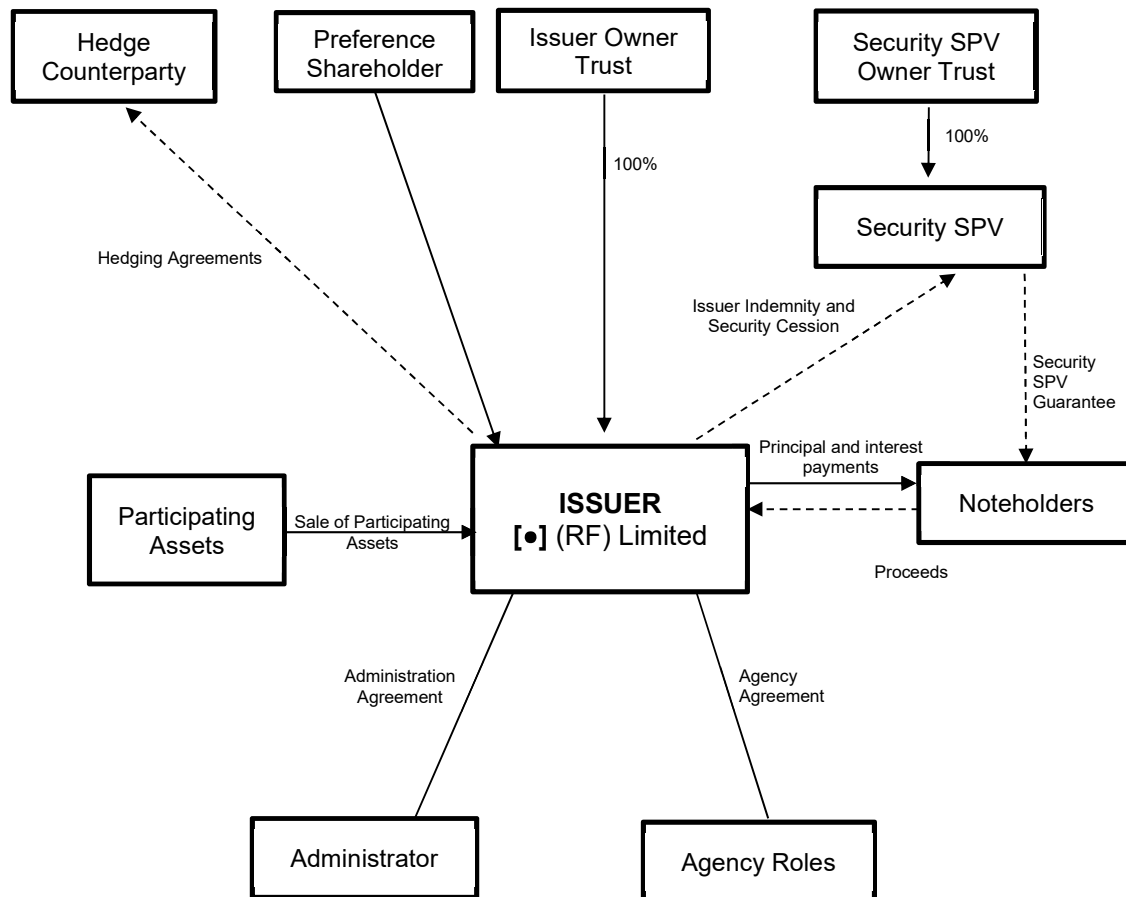 Hedge
Counterparty
Preference
Shareholder
Issuer Owner
Trust
Security SPV
Owner Trust
100%
100%
Security SPV
Hedging Agreements
Issuer Indemnity and
Security Cession
Security
SPV
Guarantee
Principal and interest
payments
Participating
Assets
Sale of Participating
Assets
ISSUER
[●] (RF) Limited
Noteholders
Proceeds
Administration
Agreement
Agency
Agreement
Administrator
Agency Roles